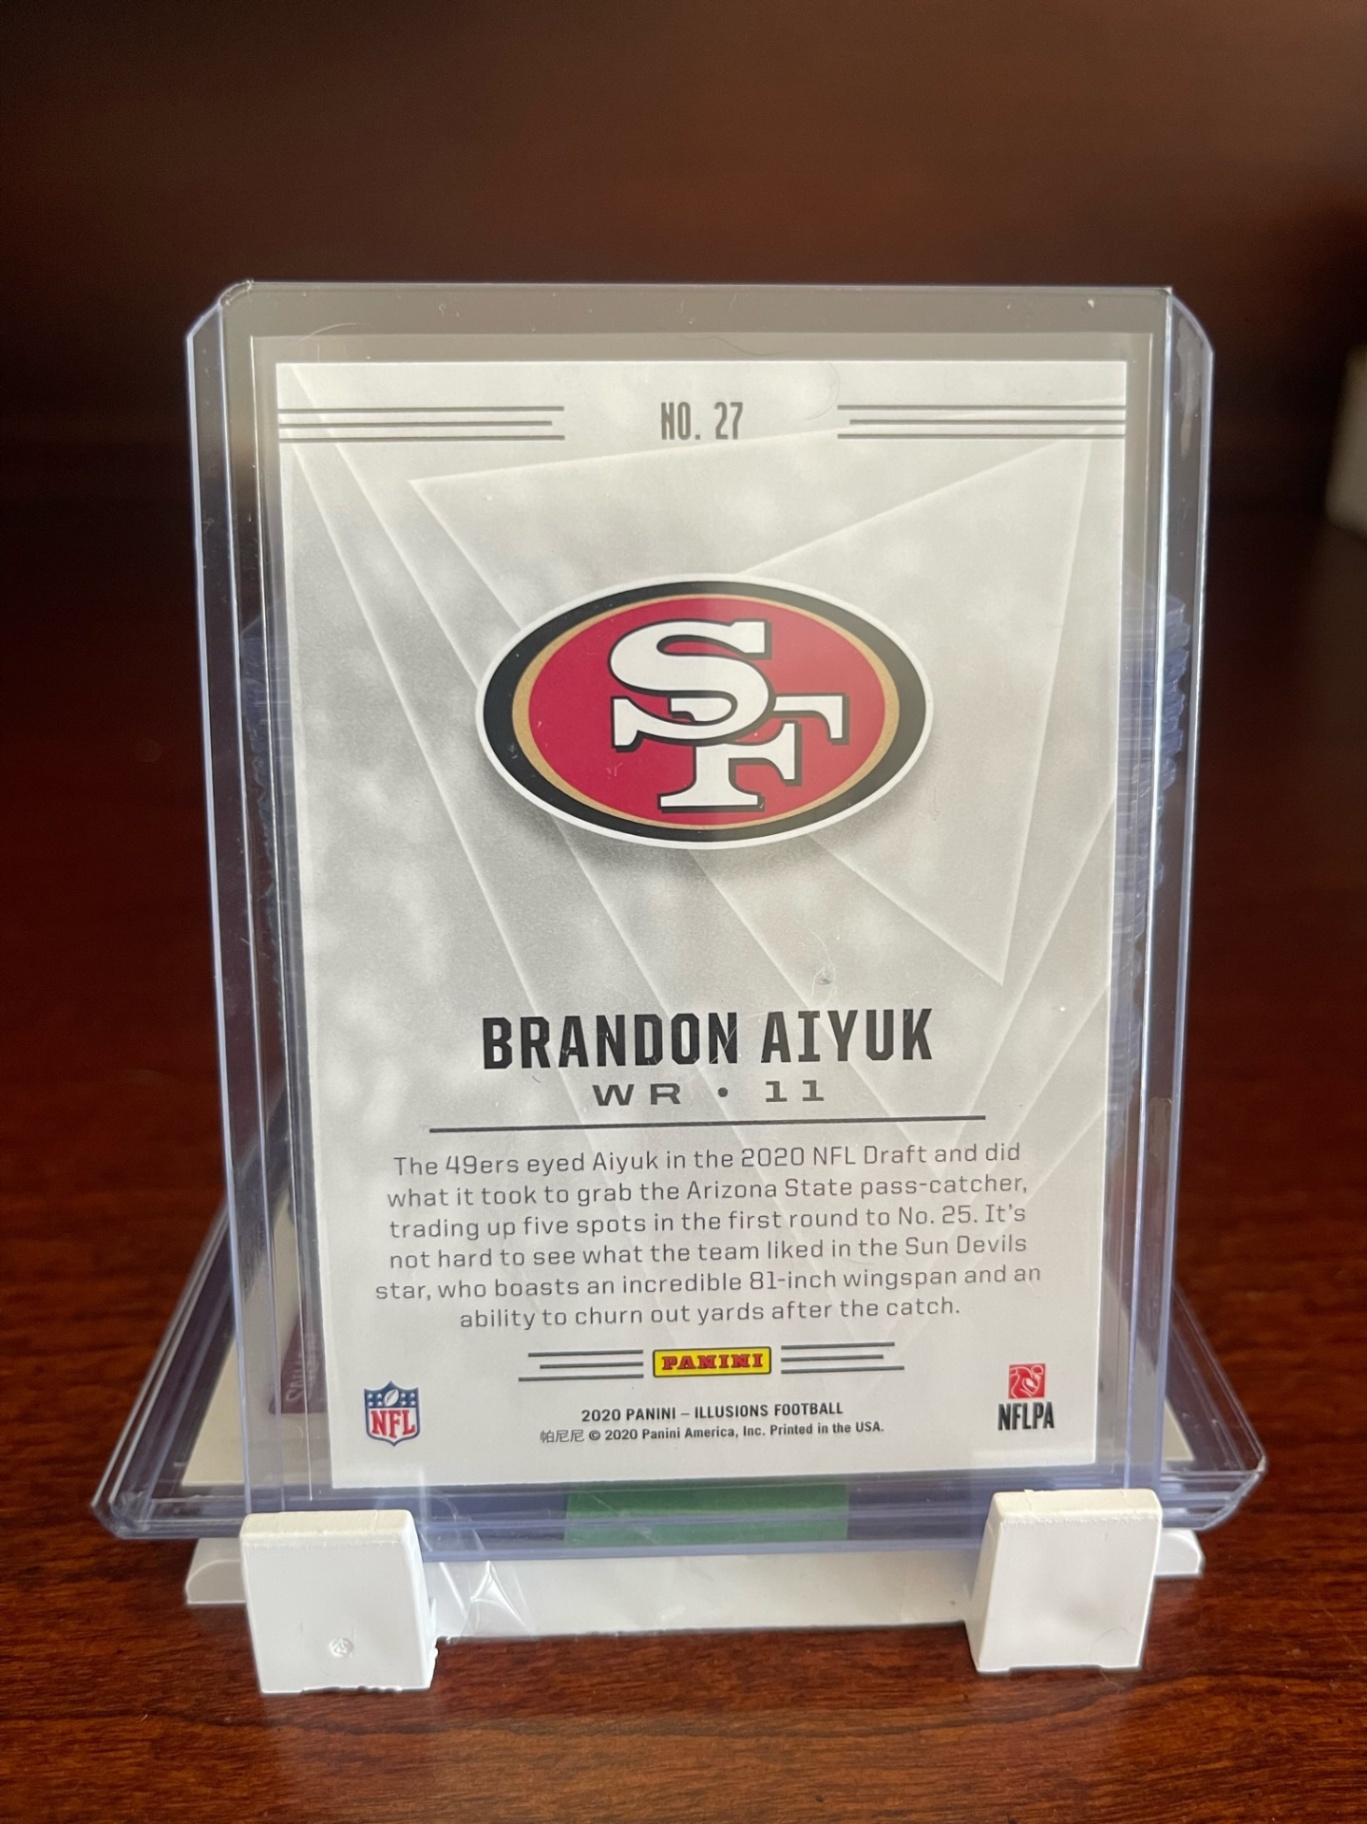 NO. 27
SF
BRANDON AIYUK
WR • 11
The 49ers eyed Aiyuk in the 2020 NFL Draft and did
what it took to grab the Arizona State pass-catcher,
trading up five spots in the first round to No. 25. It's
not hard to see what the team liked in the Sun Devils
star, who boasts an incredible 81-inch wingspan and an
ability to churn out yards after the catch.
PANINI
NFL
2020 PANINI – ILLUSIONS FOOTBALL
帕尼尼 © 2020 Panini America, Inc. Printed in the USA.
NFLPA